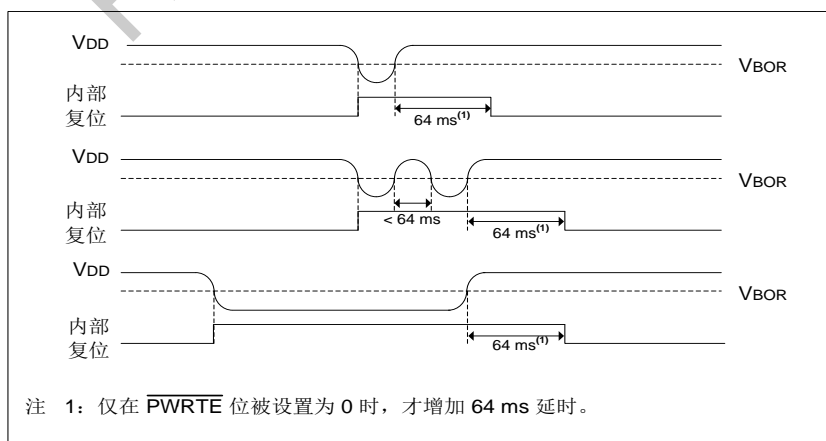 VDD
VBOR
内部
复位
64 ms(1)
VDD
VBOR
内部
复位
< 64 ms
64 ms(1)
VDD
VBOR
内部
复位
64 ms(1)
注 1：仅在 PWRTE 位被设置为 0 时，才增加 64 ms 延时。